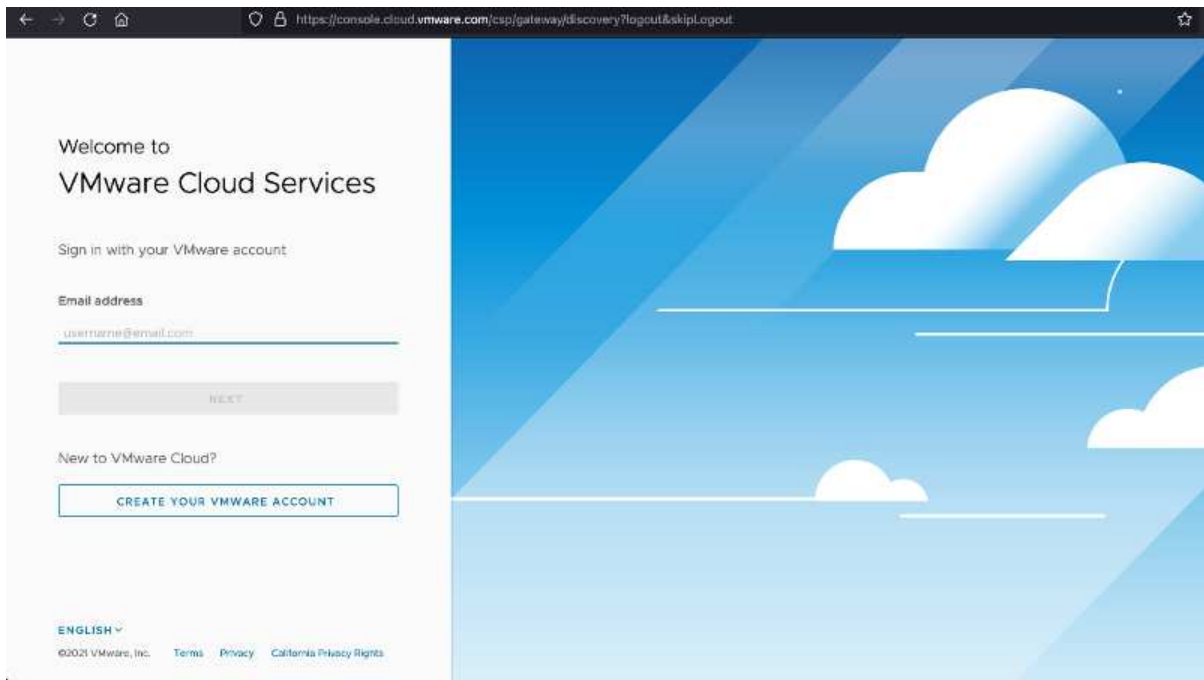 https://console.cloud.vmware.com/csp/gateway/discovery?logout&skipLogout
Welcome to
VMware Cloud Services
Sign in with your VMware account
Email address
username@email.com
NEXT
New to VMware Cloud?
CREATE YOUR VMWARE ACCOUNT
ENGLISH
©2021 VMware, Inc. Terms Privacy California Privacy Rights